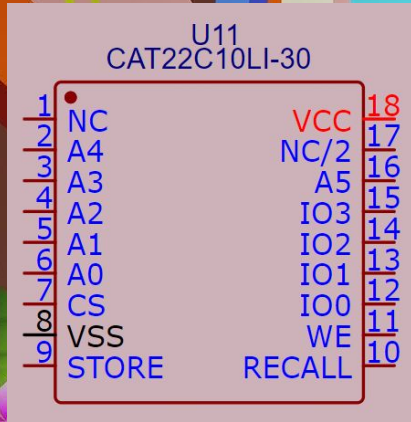 U11
CAT22C10LI-30
1 NC VCC 18
2 A4 NC/2 17
3 A3 A5 16
4 A2 IO3 15
5 A1 IO2 14
6 A0 IO1 13
7 CS IO0 12
8 VSS WE 11
9 STORE RECALL 10